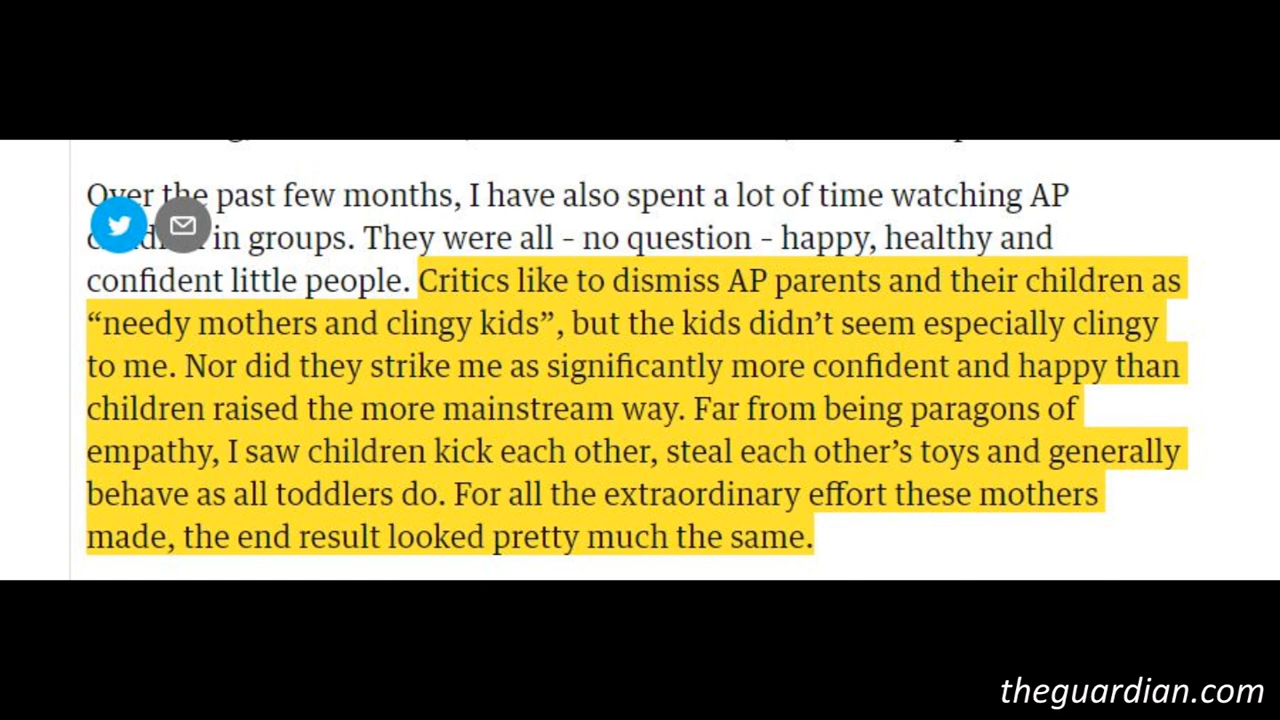 Over the past few months, I have also spent a lot of time watching AP
in groups. They were all – no question – happy, healthy and
confident little people. Critics like to dismiss AP parents and their children as
“needy mothers and clingy kids”, but the kids didn’t seem especially clingy
to me. Nor did they strike me as significantly more confident and happy than
children raised the more mainstream way. Far from being paragons of
empathy, I saw children kick each other, steal each other’s toys and generally
behave as all toddlers do. For all the extraordinary effort these mothers
made, the end result looked pretty much the same.
theguardian.com